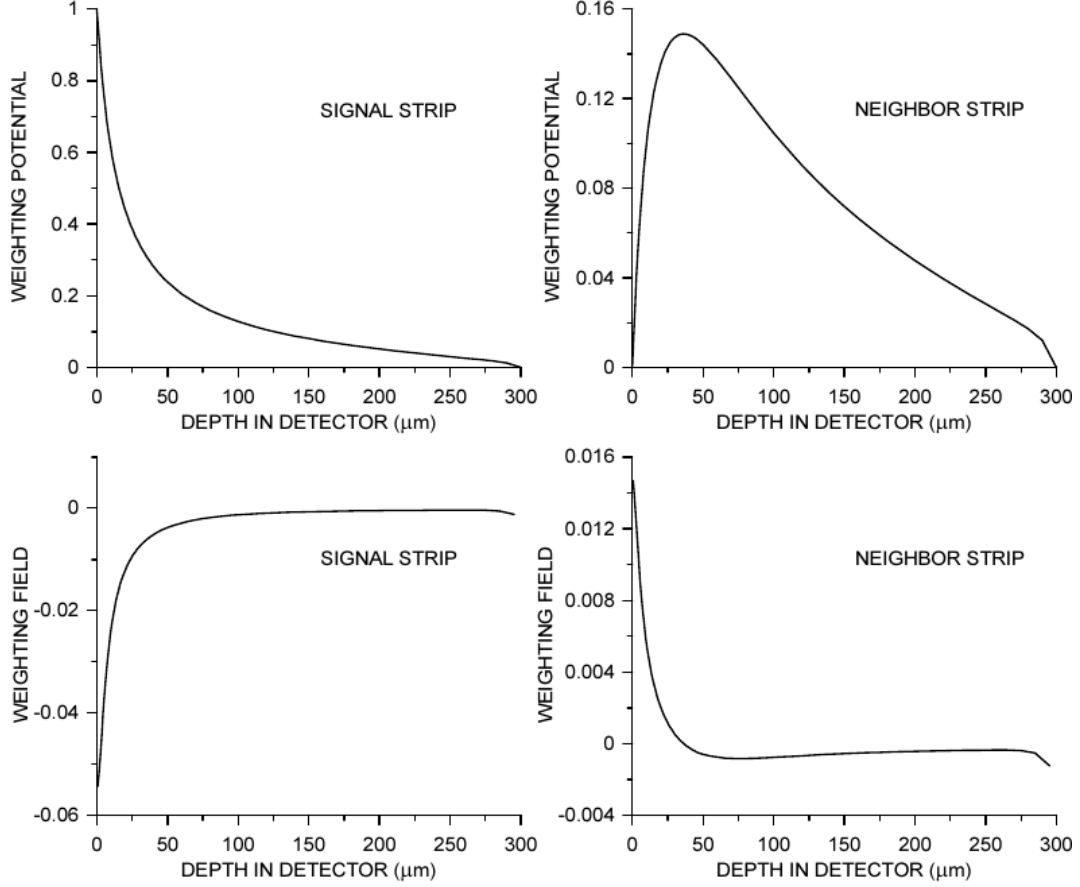 1
0.8
0.6
0.4
0.2
0
WEIGHTING POTENTIAL
SIGNAL STRIP
0 50 100 150 200 250 300
DEPTH IN DETECTOR (μm)
0.16
0.12
0.08
0.04
0
WEIGHTING POTENTIAL
NEIGHBOR STRIP
0 50 100 150 200 250 300
DEPTH IN DETECTOR (μm)
0
-0.02
-0.04
-0.06
WEIGHTING FIELD
SIGNAL STRIP
0 50 100 150 200 250 300
DEPTH IN DETECTOR (μm)
0.016
0.012
0.008
0.004
0
-0.004
WEIGHTING FIELD
NEIGHBOR STRIP
0 50 100 150 200 250 300
DEPTH IN DETECTOR (μm)